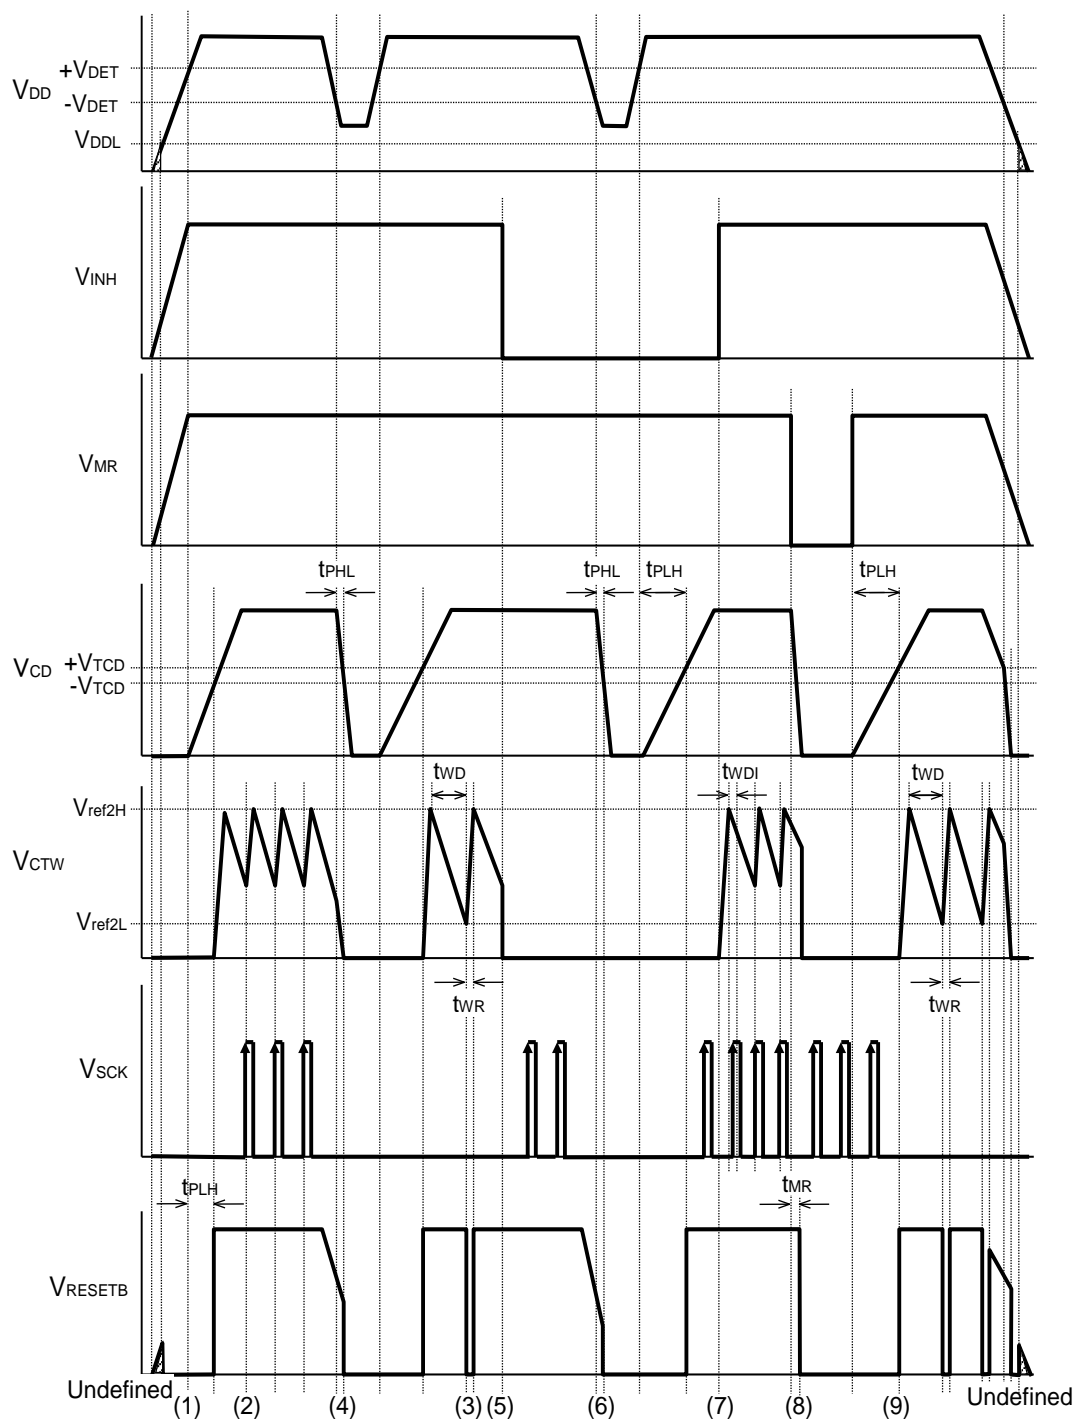 +VDET
VDD
-VDET
VDDL
VINH
VMR
tPHL
tPHL
tPLH
tPLH
VCD
+VTCD
-VTCD
tWD
tWDI
tWD
Vref2H
VCTW
Vref2L
tWR
tWR
VSCK
tPLH
tMR
VRESETB
Undefined
(1)
(2)
(4)
(3)
(5)
(6)
(7)
(8)
(9)
Undefined